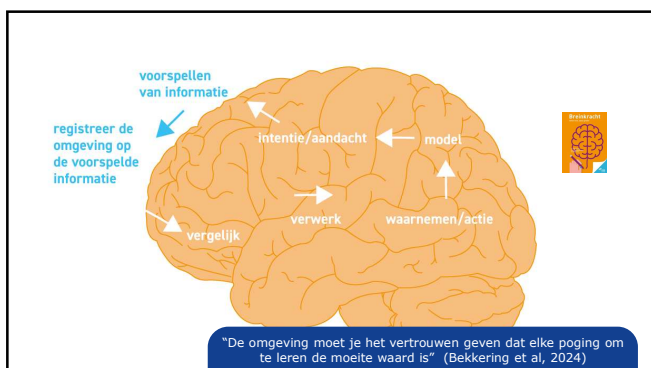 voorspellen
van informatie
registreer de
omgeving op
de voorspelde
informatie
intentie/aandacht
model
verwerk
waarnemen/actie
vergelijk
Breinkracht
"De omgeving moet je het vertrouwen geven dat elke poging om
te leren de moeite waard is" (Bekkering et al, 2024)